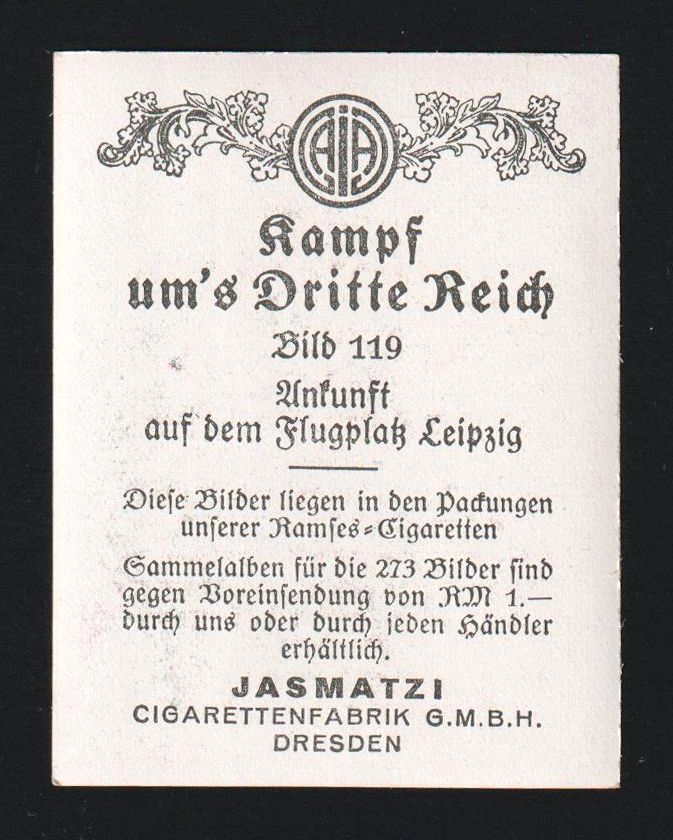 AIA
Kampf
um's Dritte Reich
Bild 119
Ankunft
auf dem Flugplatz Leipzig
Diese Bilder liegen in den Packungen
unserer Ramses-Cigaretten
Sammelalben für die 273 Bilder sind
gegen Voreinsendung von RM 1.—
durch uns oder durch jeden Händler
erhältlich.
JASMATZI
CIGARETTENFABRIK G.M.B.H.
DRESDEN